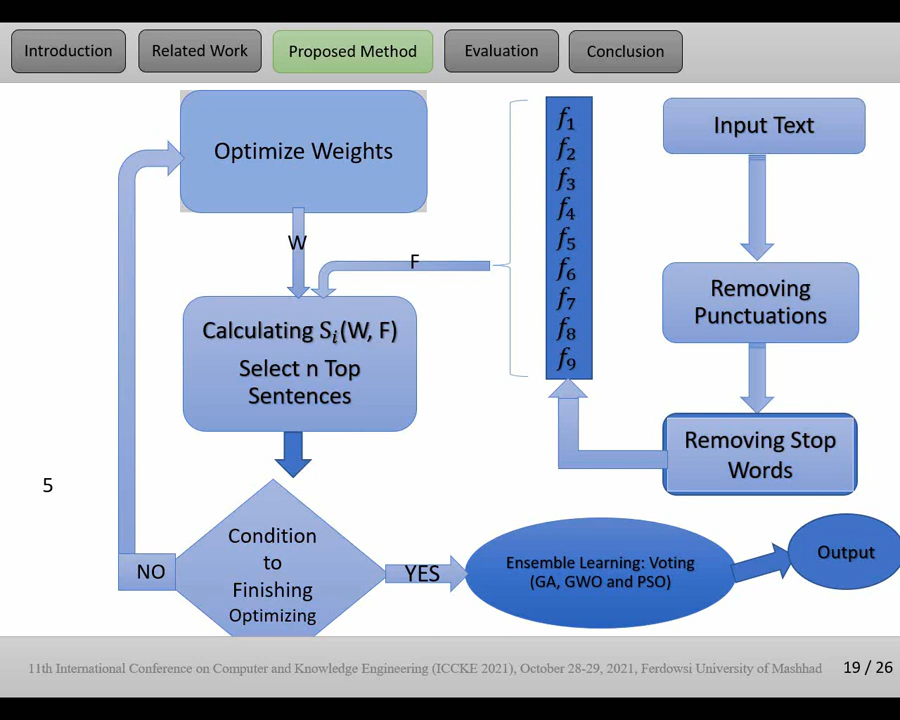 Introduction
Related Work
Proposed Method
Evaluation
Conclusion
Optimize Weights
W
F
Calculating Sᵢ(W, F)
Select n Top
Sentences
f₁
f₂
f₃
f₄
f₅
f₆
f₇
f₈
f₉
Input Text
Removing
Punctuations
Removing Stop
Words
5
Condition
to
Finishing
Optimizing
NO
YES
Ensemble Learning: Voting
(GA, GWO and PSO)
Output
11th International Conference on Computer and Knowledge Engineering (ICCKE 2021), October 28-29, 2021, Ferdowsi University of Mashhad
19 / 26